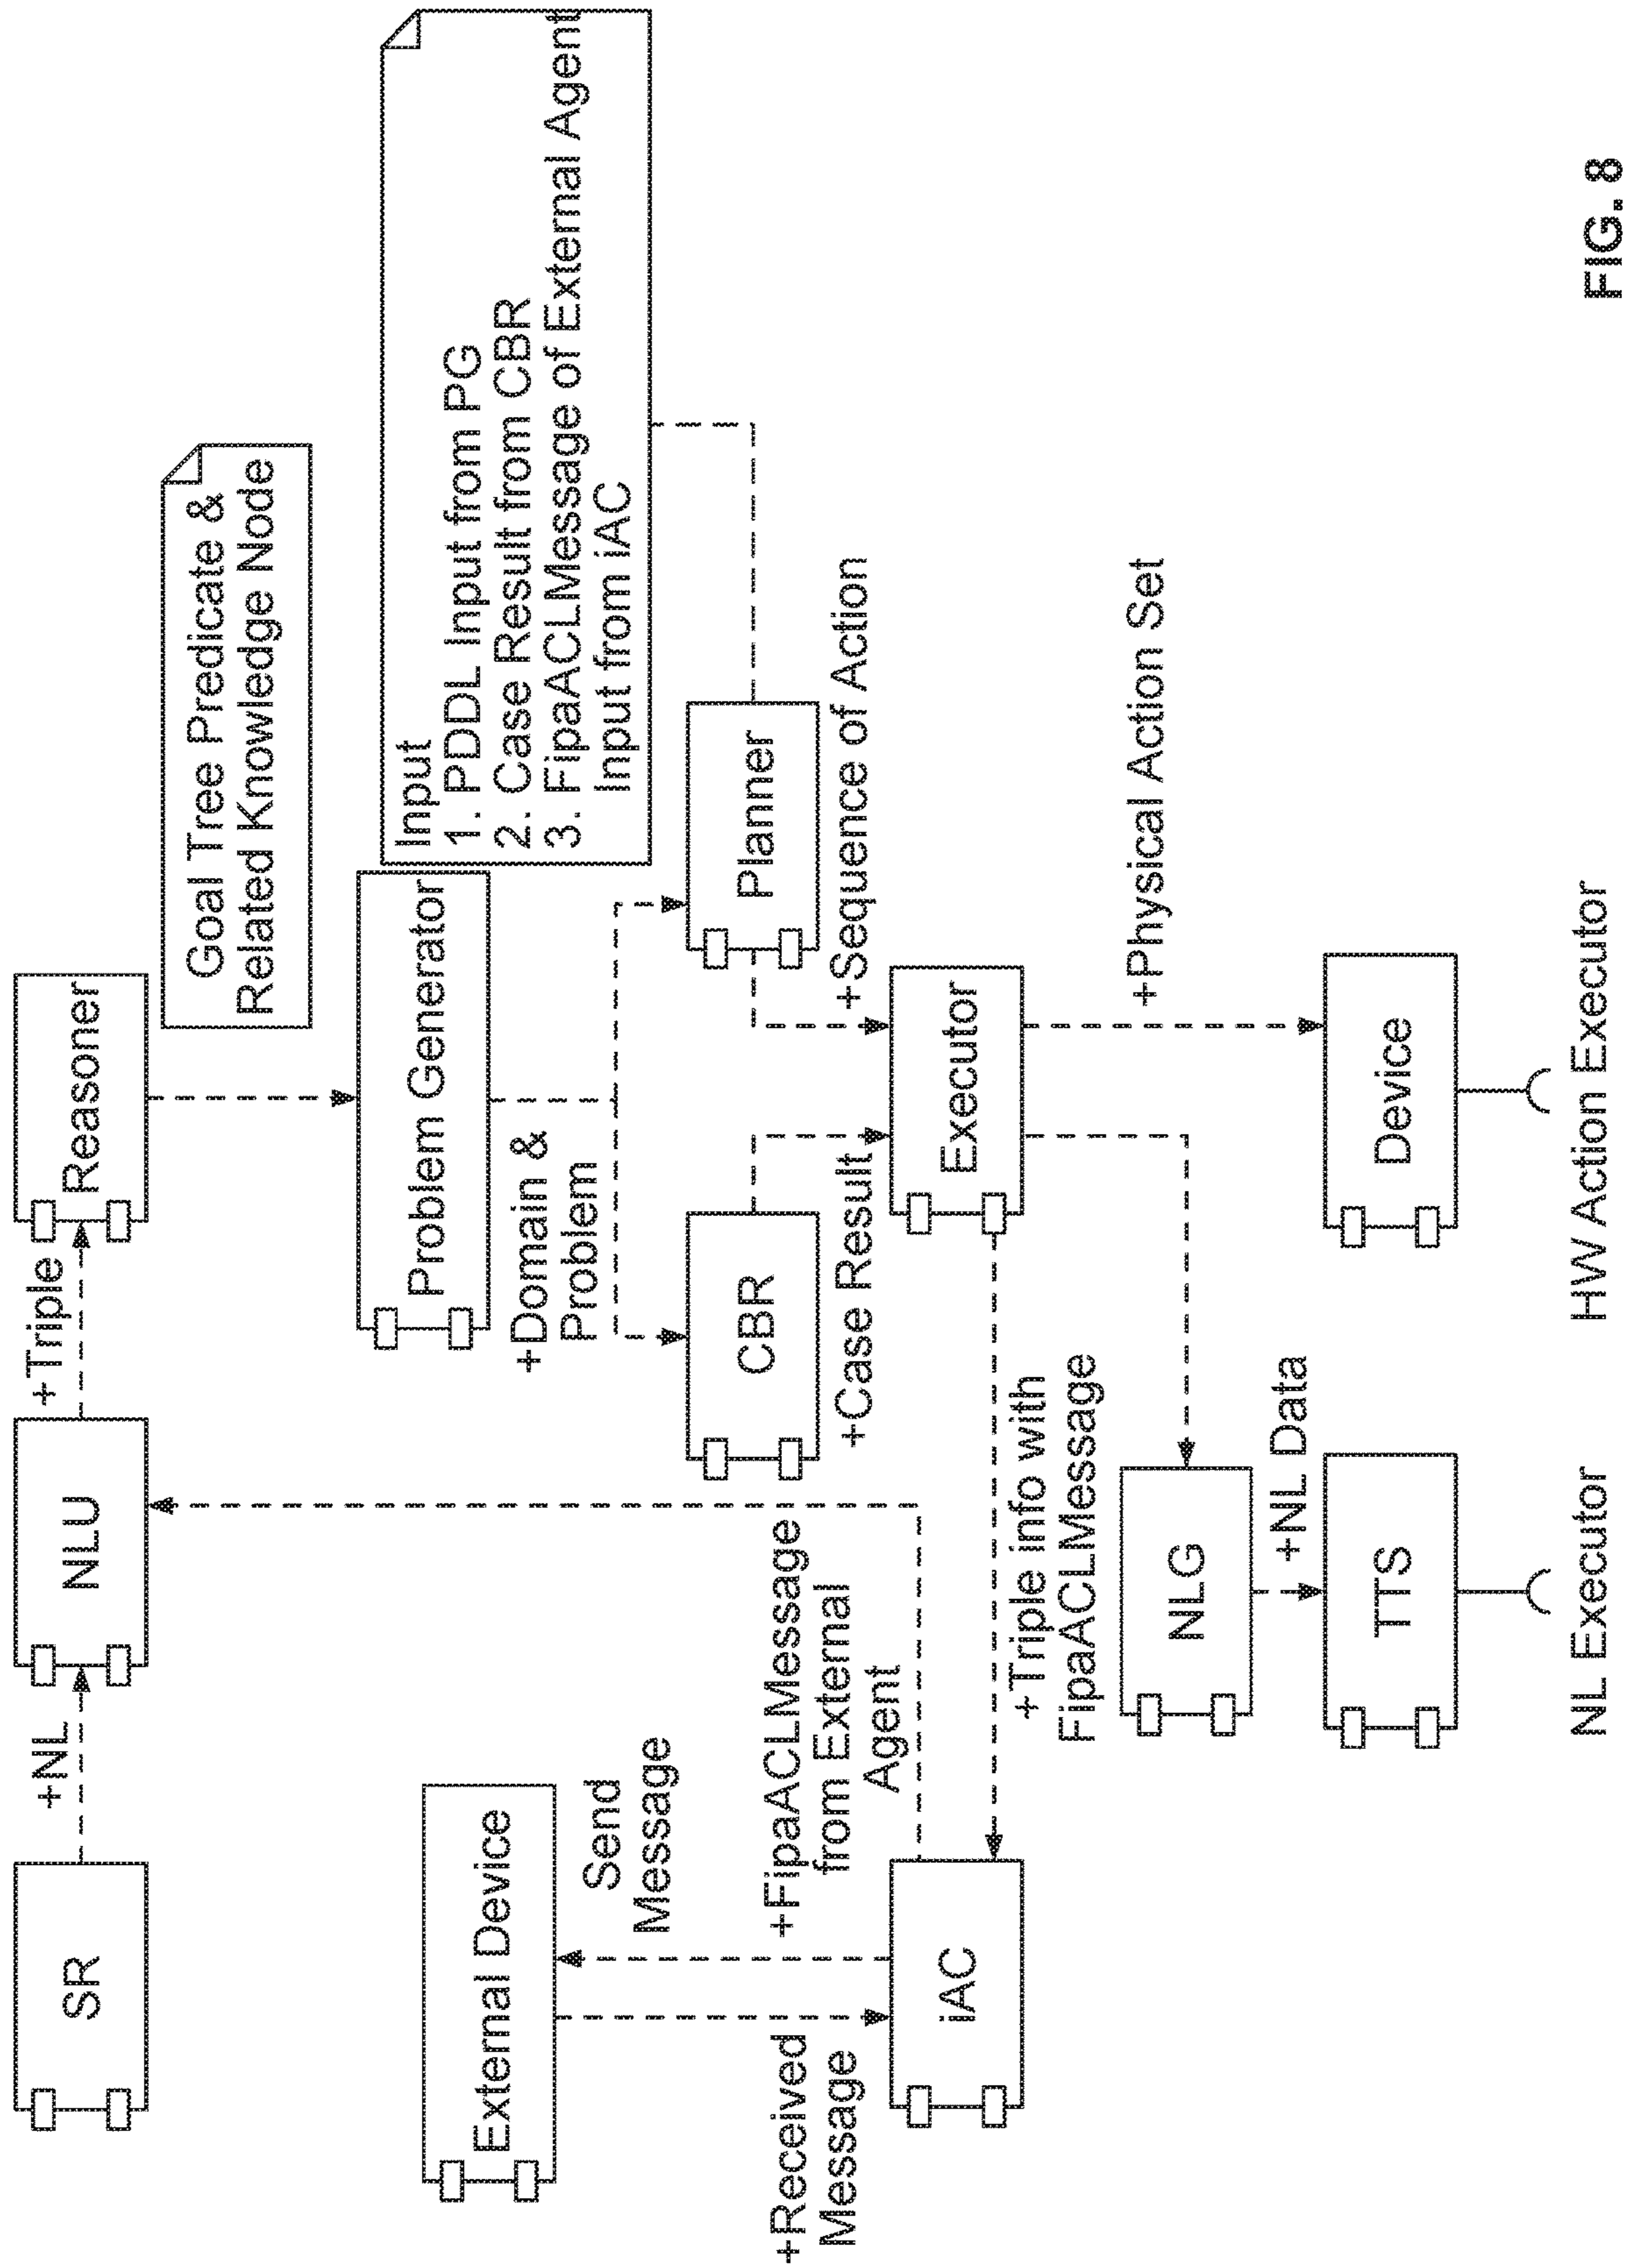 SR
+NL
NLU
+Triple
Reasoner
Goal Tree Predicate &
Related Knowledge Node
External Device
Problem Generator
Input
1. PDDL Input from PG
2. Case Result from CBR
3. FipaACLMessage of External Agent
Input from iAC
+Domain &
Problem
Send
Message
+Received
Message
+FipaACLMessage
from External
Agent
CBR
Planner
+Case Result
+Sequence of Action
iAC
Executor
+Triple info with
FipaACLMessage
+Physical Action Set
NLG
+NL Data
TTS
Device
NL Executor
HW Action Executor
FIG. 8